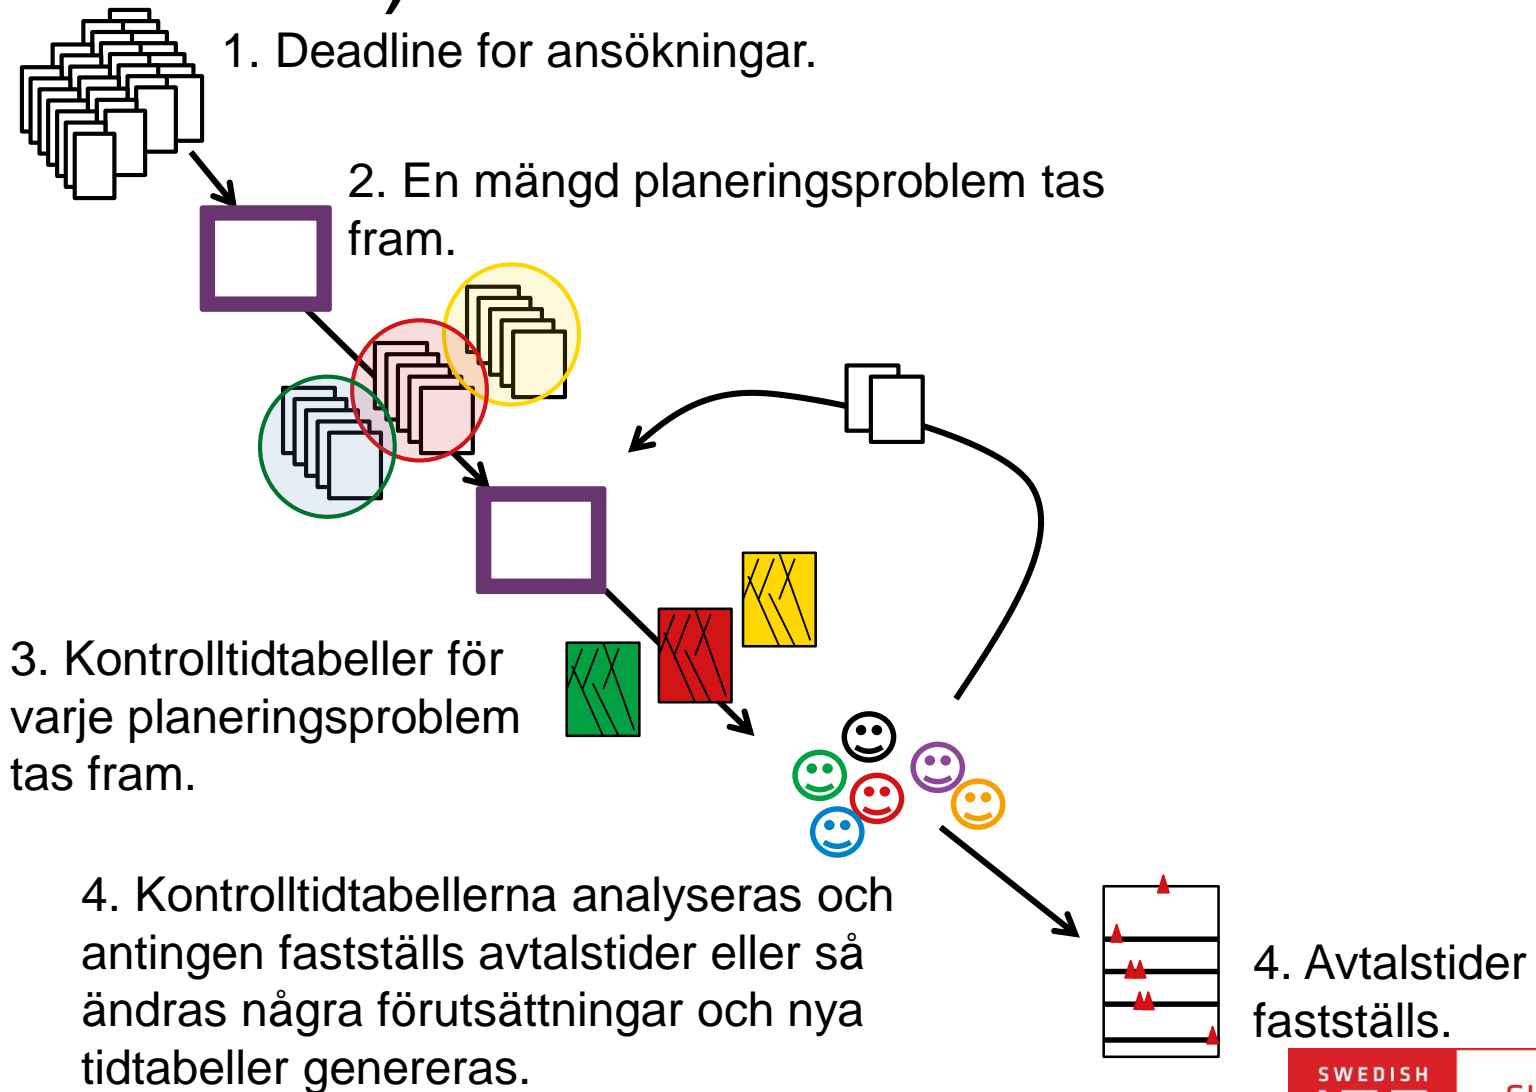 1. Deadline for ansökningar.
2. En mängd planeringsproblem tas
fram.
3. Kontrolltidtabeller för
varje planeringsproblem
tas fram.
4. Kontrolltidtabellerna analyseras och
antingen fastställs avtalstider eller så
ändras några förutsättningar och nya
tidtabeller genereras.
4. Avtalstider
fastställs.
SWEDISH